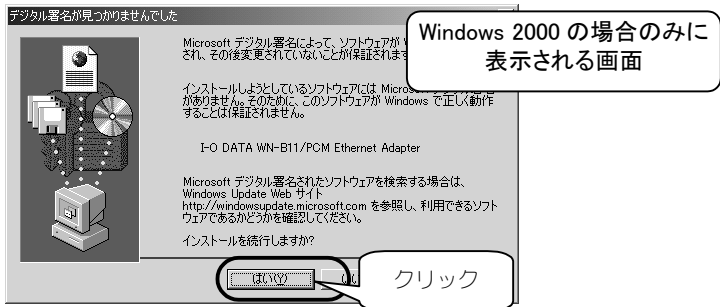 デジタル署名が見つかりませんでした
Windows 2000 の場合のみに
表示される画面
Microsoft デジタル署名によって、ソフトウェアが
され、その後変更されていないことが保証されます
インストールしようとしているソフトウェアには Microsoft
がありません。そのために、このソフトウェアが Windows で正しく動作
することは保証されません。
I-O DATA WN-B11/PCM Ethernet Adapter
Microsoft デジタル署名されたソフトウェアを検索する場合は、
Windows Update Web サイト
http://windowsupdate.microsoft.com を参照し、利用できるソフト
ウェアであるかどうかを確認してください。
インストールを続行しますか?
はい(Y)
クリック